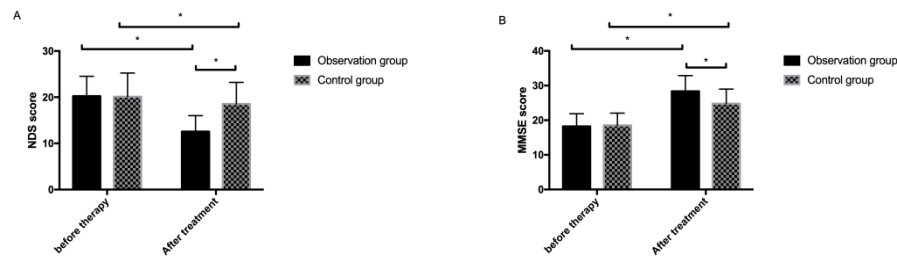 A
*
*
*
30
20
10
0
NDS score
before therapy
After treatment
Observation group
Control group
B
*
*
*
40
30
20
10
0
MMSE score
before therapy
After treatment
Observation group
Control group